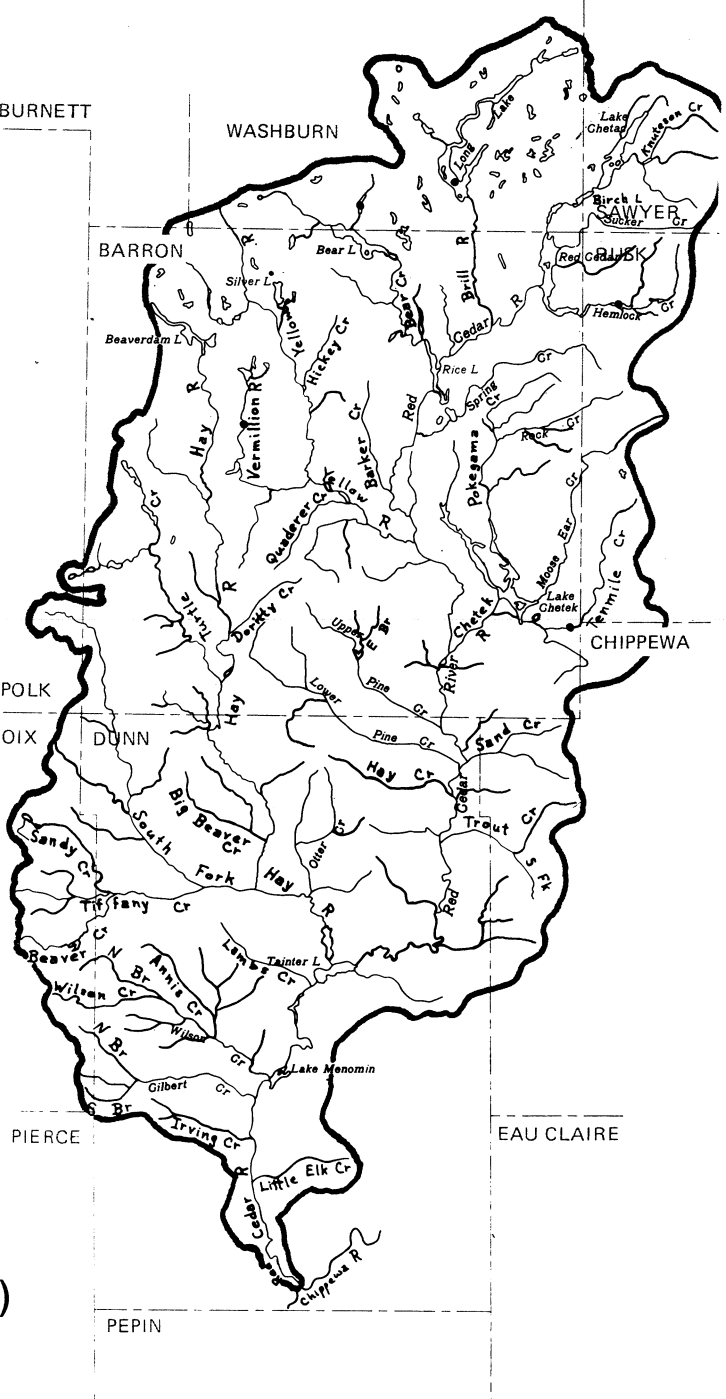 BURNETT
WASHBURN
Lake
Long
Lake
Chetac
Knuteson Cr
Birch L
SAWYER
Sucker Cr
BARRON
R
Bear L
R
Brill
Red Cedar
RUSK
Silver L
Yellow
Bear Cr
Cedar R
Hemlock Cr
Beaverdam L
Hickey Cr
Rice L
Cr
Spring
Cr
Hay R
Vermillion R
Barker Cr
Red
Rock Cr
Pokegama
Cr
Yellow
R
Quaderer Cr
Cr
Moose Ear
Tenmile Cr
Turtle
R
Dority Cr
Upper
E Br
Chetek
R
Lake
Chetek
CHIPPEWA
POLK
Hay
Lower
Pine
Cr
River
OIX
DUNN
Pine
Cr
Sand Cr
Hay Cr
Cedar
Big Beaver
Cr
South
Fork
Otter Cr
Trout Cr
S Fk
Sandy
Cr
Hay
R
Red
Tiffany Cr
Beaver Cr
N
Br
Annis Cr
Lambs Cr
Tainter L
Wilson Cr
N Br
Wilson
Cr
Lake Menomin
Gilbert Cr
S Br
PIERCE
Irving Cr
EAU CLAIRE
R
Little Elk Cr
Cedar
Red
Chippewa R
)
PEPIN